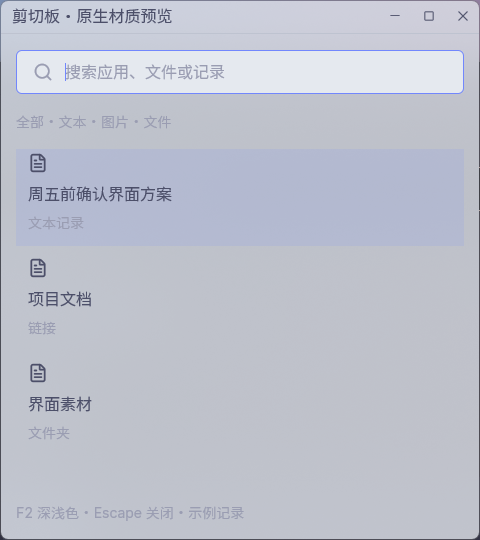 剪切板 · 原生材质预览
搜索应用、文件或记录
全部 · 文本 · 图片 · 文件
周五前确认界面方案
文本记录
项目文档
链接
界面素材
文件夹
F2 深浅色 · Escape 关闭 · 示例记录